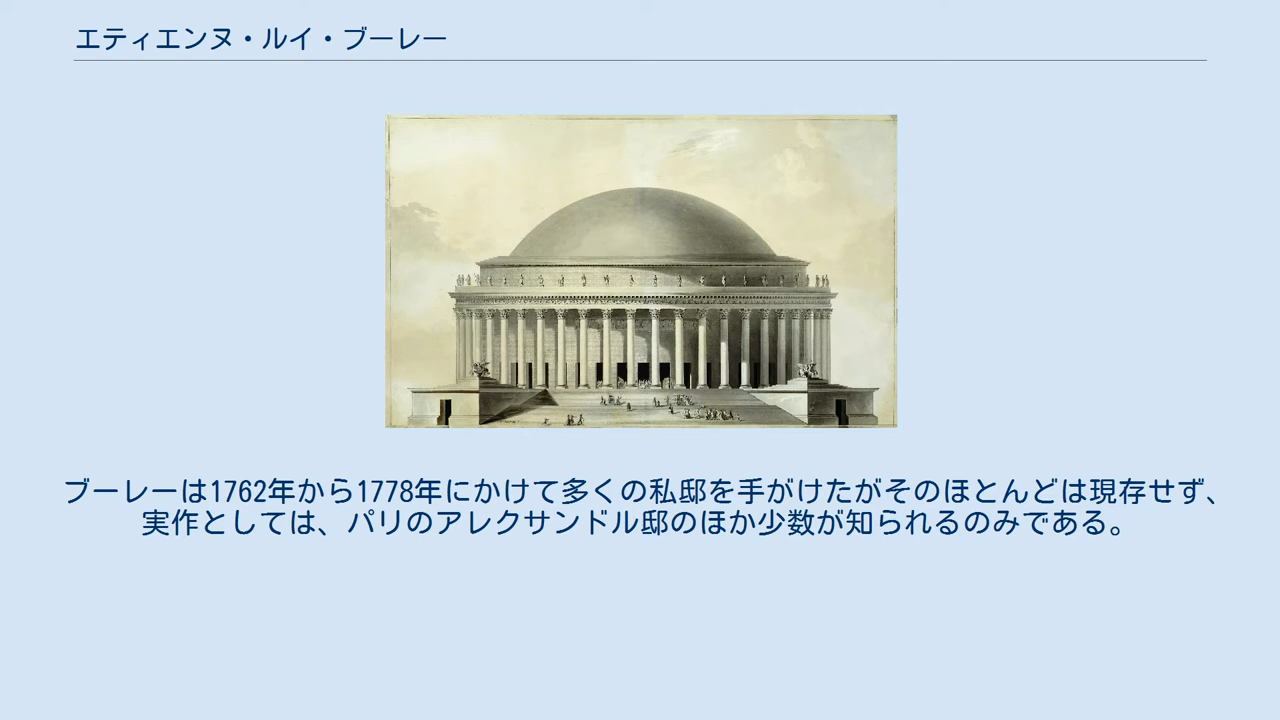 エティエンヌ・ルイ・ブーレー
ブーレーは1762年から1778年にかけて多くの私邸を手がけたがそのほとんどは現存せず、
実作としては、パリのアレクサンドル邸のほか少数が知られるのみである。